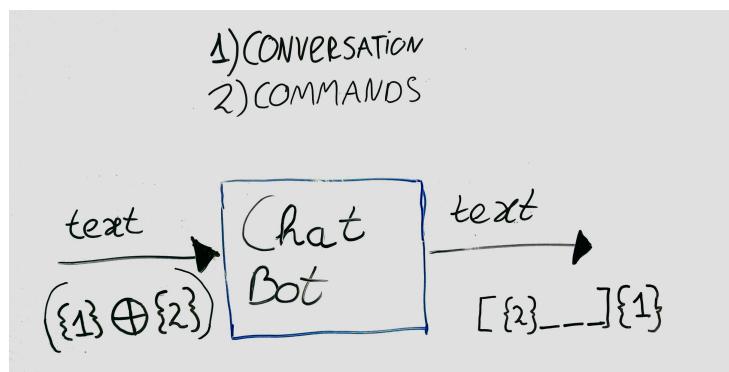 1) CONVERSATION
2) COMMANDS
text
({1} ⊕ {2})
Chat
Bot
text
[{2}___]{1}